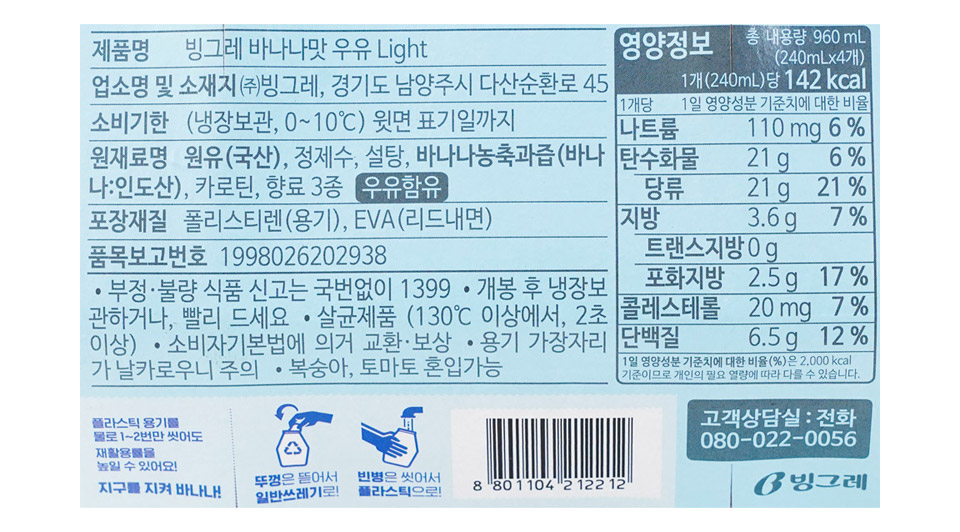 제품명 빙그레 바나나맛 우유 Light
업소명 및 소재지 ㈜빙그레, 경기도 남양주시 다산순환로 45
소비기한 (냉장보관, 0~10℃) 윗면 표기일까지
원재료명 원유(국산), 정제수, 설탕, 바나나농축과즙(바나
나:인도산), 카로틴, 향료 3종 우유함유
포장재질 폴리스티렌(용기), EVA(리드내면)
품목보고번호 1998026202938
• 부정·불량 식품 신고는 국번없이 1399 • 개봉 후 냉장보
관하거나, 빨리 드세요 • 살균제품 (130℃ 이상에서, 2초
이상) • 소비자기본법에 의거 교환·보상 • 용기 가장자리
가 날카로우니 주의 • 복숭아, 토마토 혼입가능
영양정보 총 내용량 960 mL
(240mLx4개)
1개(240mL)당 142 kcal
1개당 1일 영양성분 기준치에 대한 비율
나트륨 110 mg 6 %
탄수화물 21 g 6 %
당류 21 g 21 %
지방 3.6 g 7 %
트랜스지방 0 g
포화지방 2.5 g 17 %
콜레스테롤 20 mg 7 %
단백질 6.5 g 12 %
1일 영양성분 기준치에 대한 비율(%)은 2,000 kcal
기준이므로 개인의 필요 열량에 따라 다를 수 있습니다.
플라스틱 용기를
물로 1~2번만 씻어도
재활용률을
높일 수 있어요!
지구를 지켜 바나나!
뚜껑은 뜯어서
일반쓰레기로!
빈병은 씻어서
플라스틱으로!
8 801104 212212
고객상담실 : 전화
080-022-0056
빙그레